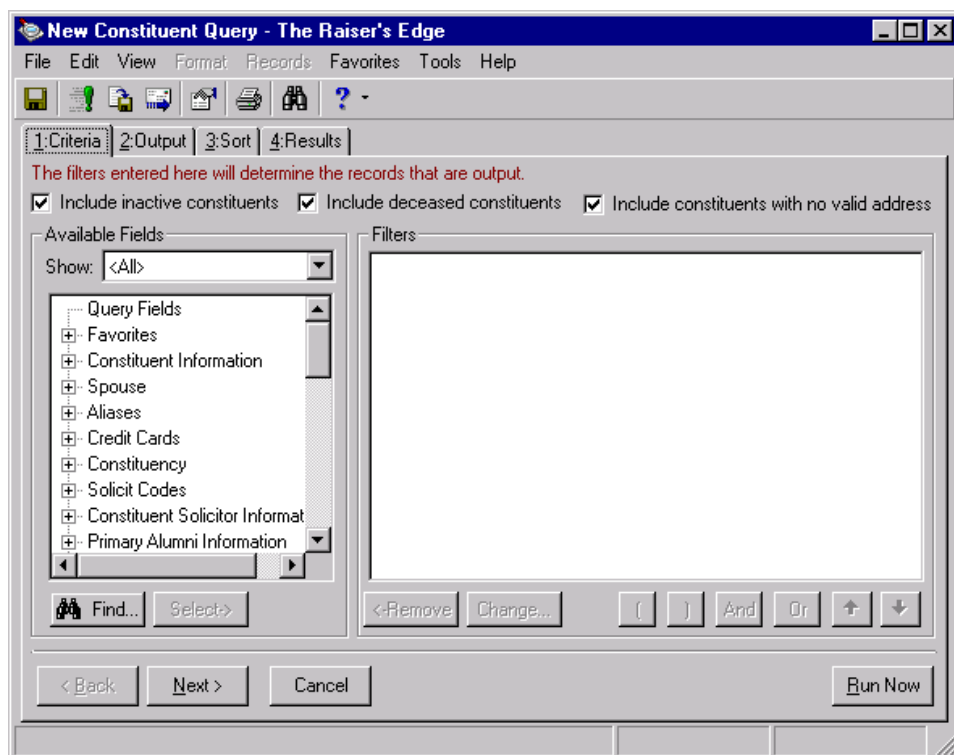 New Constituent Query - The Raiser's Edge
File Edit View Format Records Favorites Tools Help
?
1:Criteria 2:Output 3:Sort 4:Results
The filters entered here will determine the records that are output.
Include inactive constituents Include deceased constituents Include constituents with no valid address
Available Fields
Show: <All>
Query Fields
Favorites
Constituent Information
Spouse
Aliases
Credit Cards
Constituency
Solicit Codes
Constituent Solicitor Informat
Primary Alumni Information
Find... Select->
Filters
<-Remove Change... ( ) And Or
< Back Next > Cancel Run Now